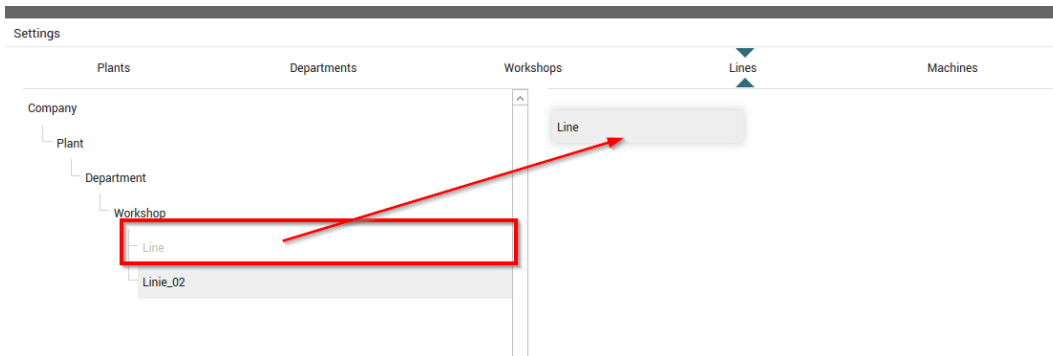 Settings
Plants Departments Workshops Lines Machines
Company
Plant
Department
Workshop
Line
Linie_02
Line